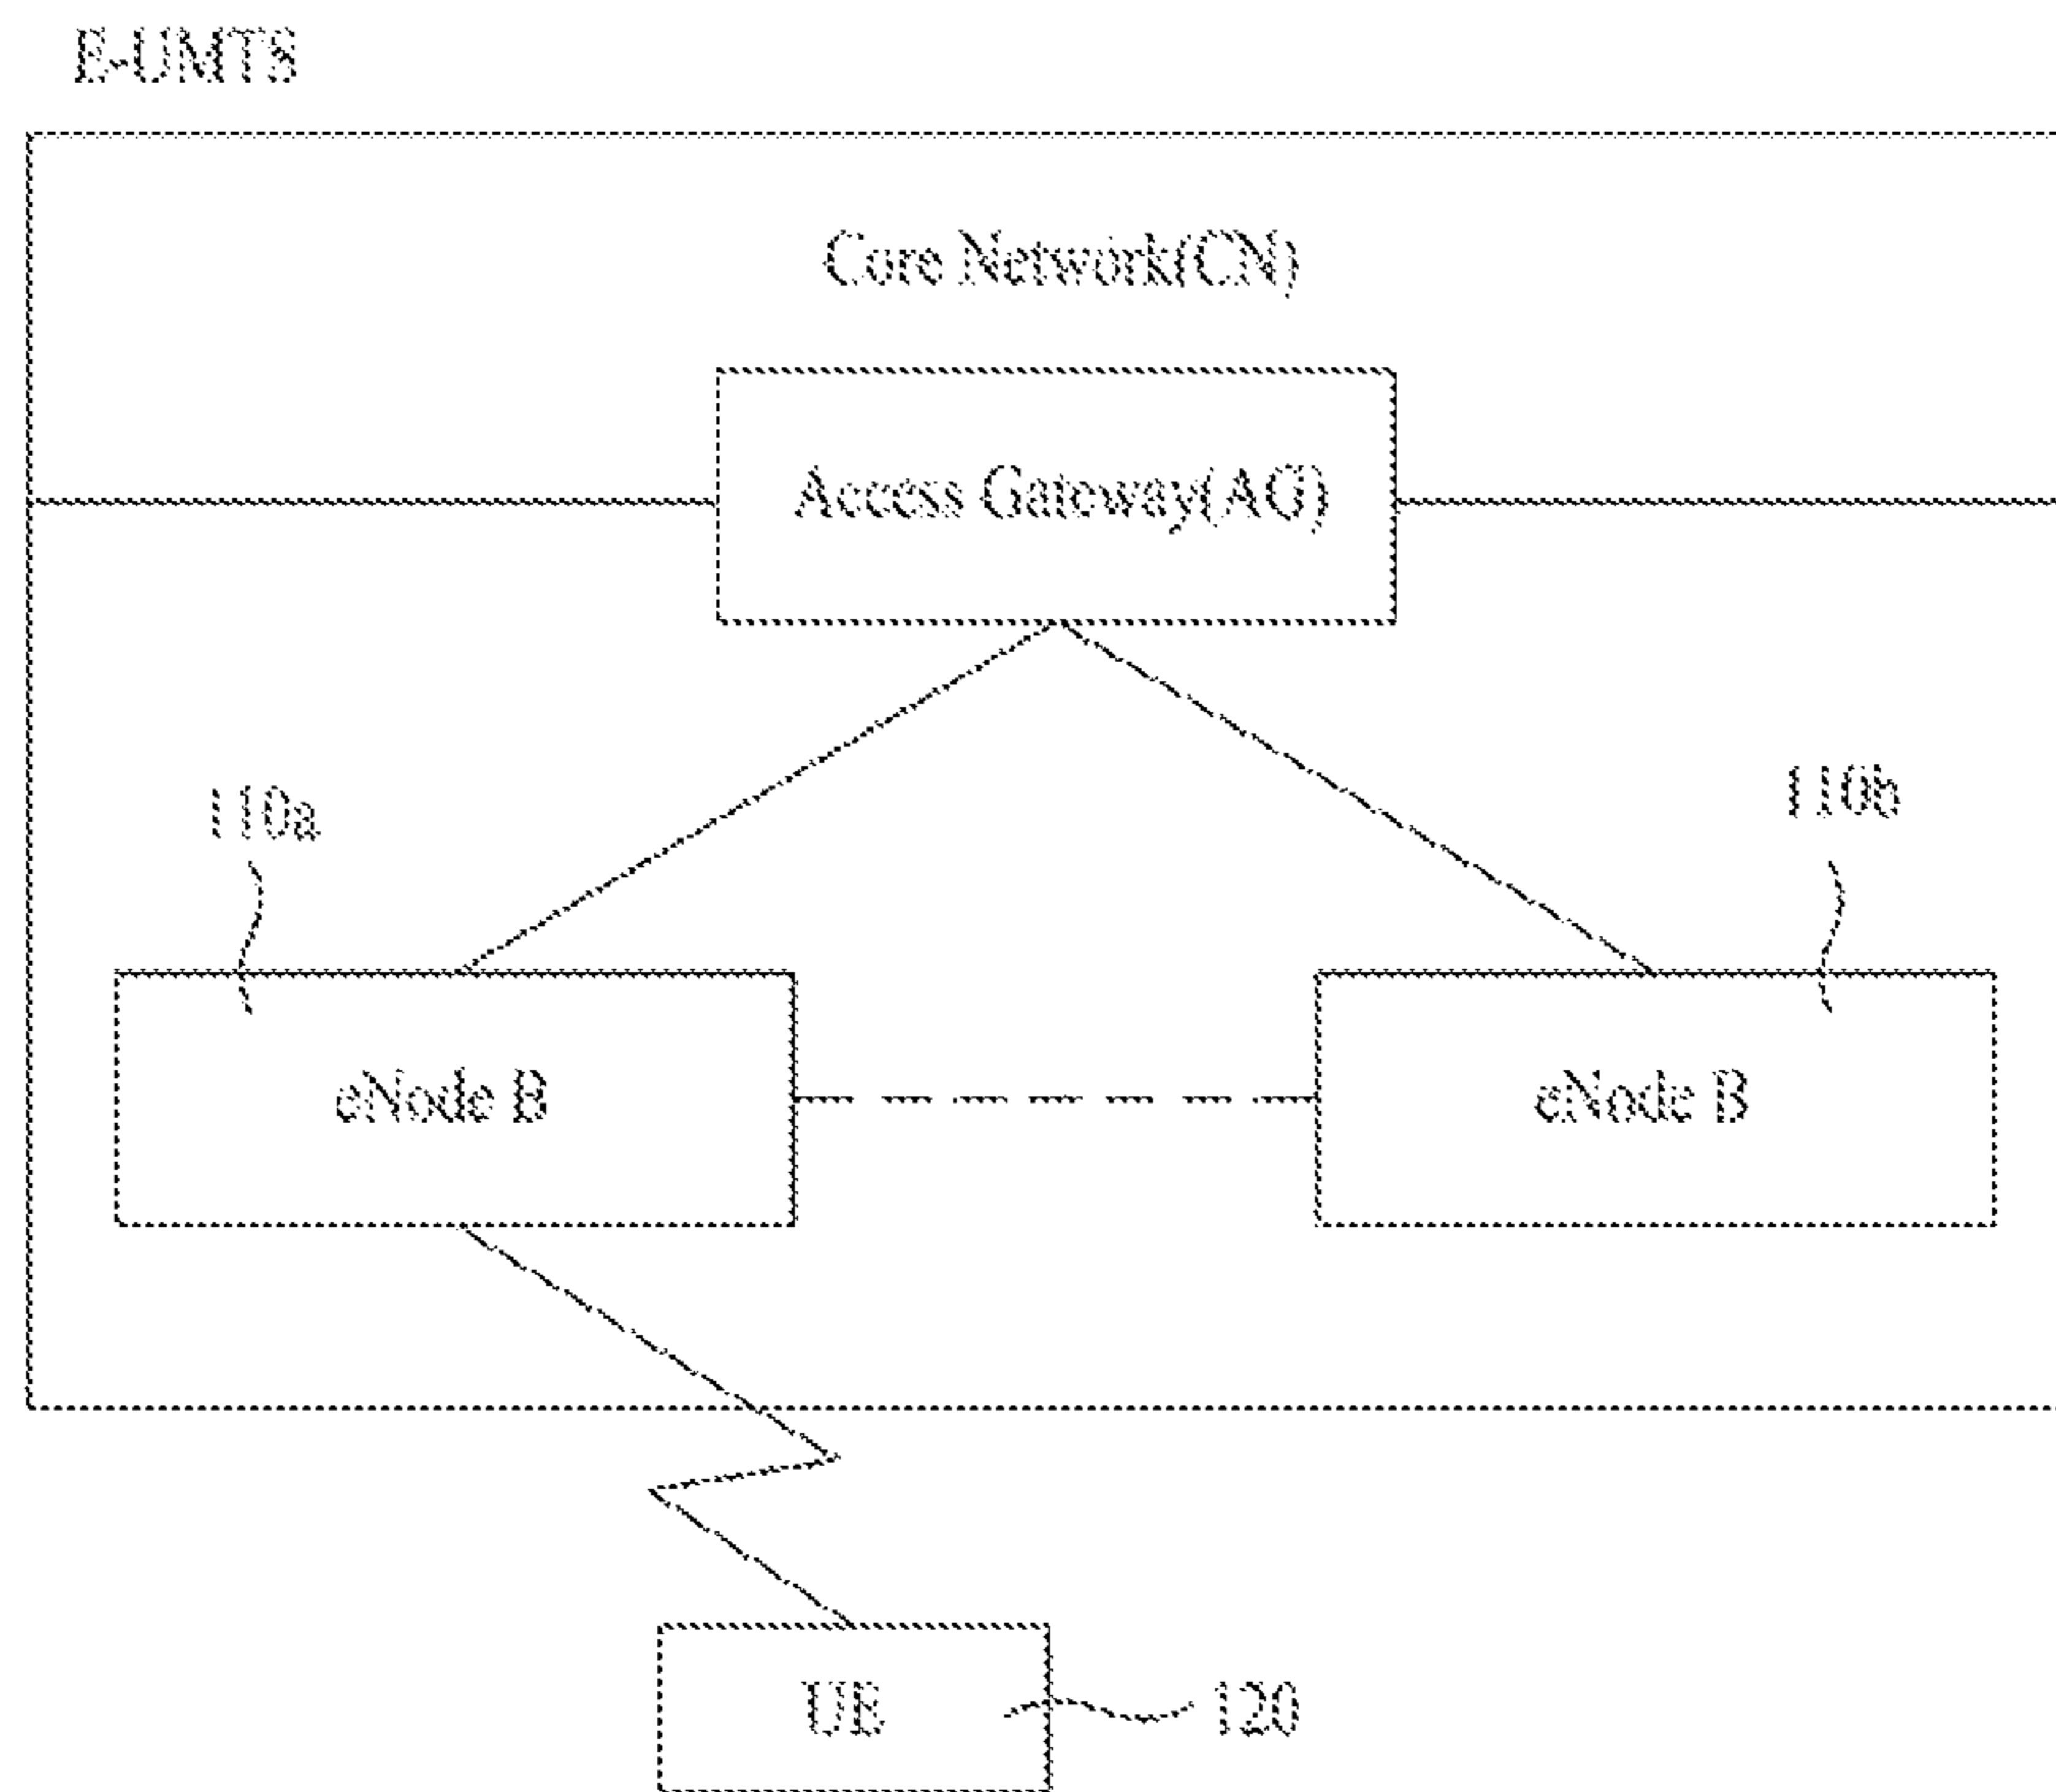 E-UMTS
Core Network(CN)
Access Gateway(AG)
110a
110b
eNode B
eNode B
UE
120